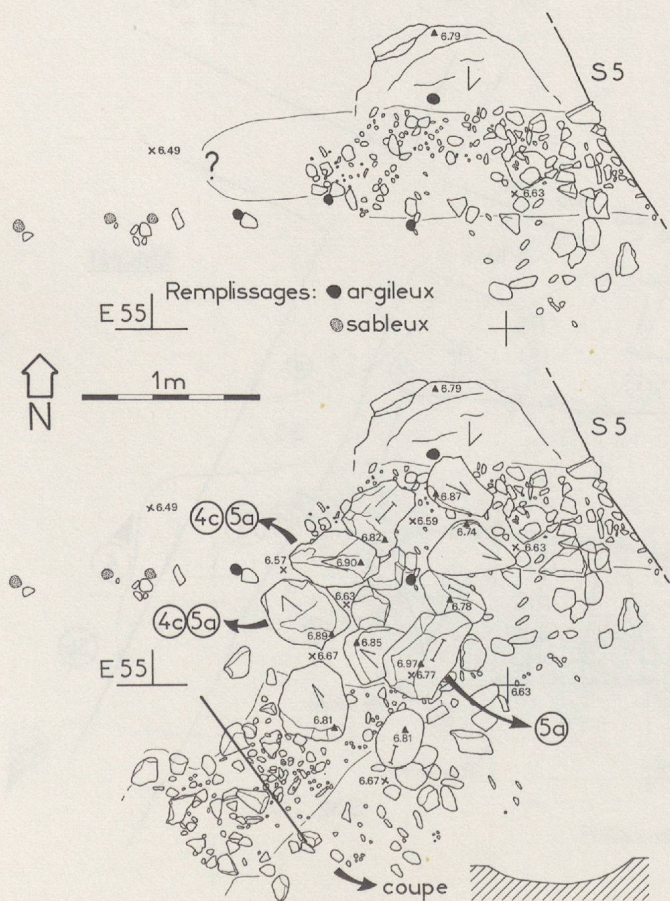 ▲ 6.79
S 5
× 6.49
?
× 6.63
Remplissages: ● argileux
sableux
E 55
1m
N
▲ 6.79
S 5
6.87
× 6.49
4c 5a
× 6.59
6.82
6.74
6.63
6.57 ×
6.90
4c 5a
6.63
6.78
6.89
6.85
× 6.67
6.97
× 6.77
E 55
6.63
6.81
6.81
5a
6.67 ×
coupe